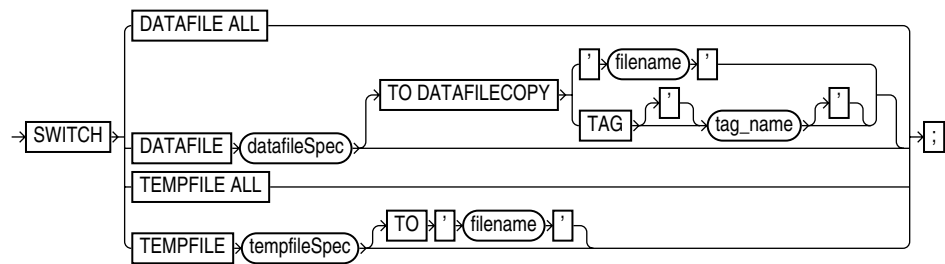 DATAFILE ALL
' filename '
TO DATAFILECOPY
TAG ' tag_name '
SWITCH DATAFILE datafileSpec ;
TEMPFILE ALL
TO ' filename '
TEMPFILE tempfileSpec